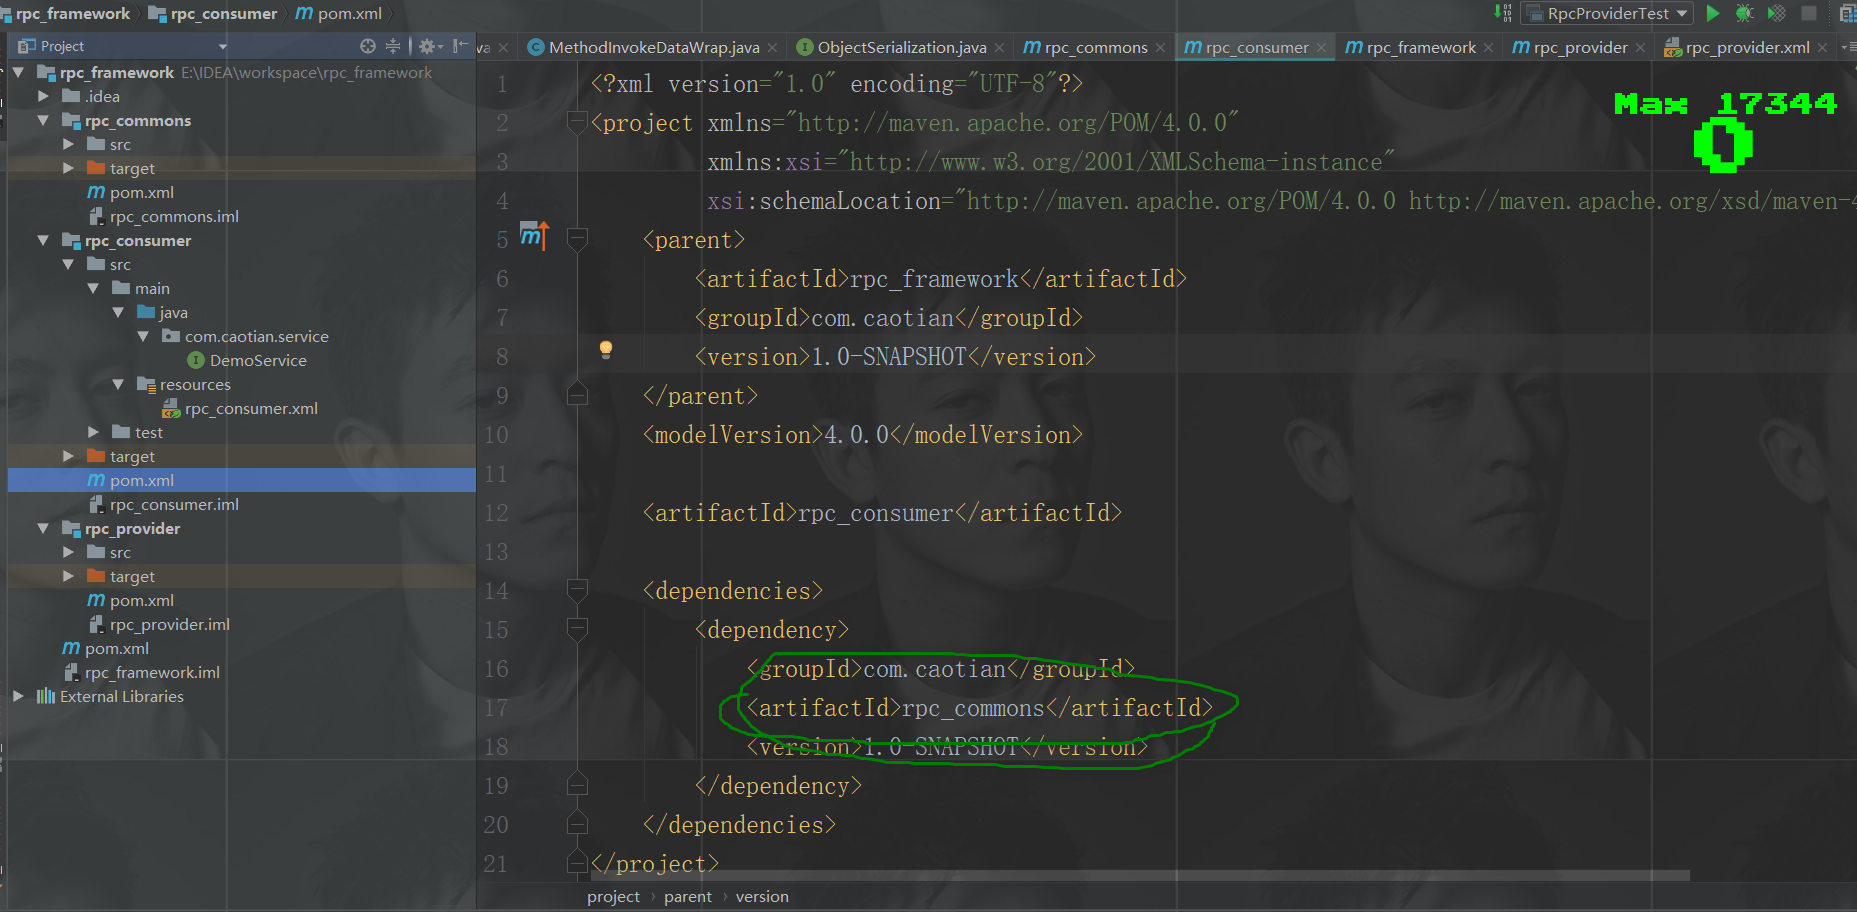 rpc_framework rpc_consumer pom.xml
RpcProviderTest
Project
va MethodInvokeDataWrap.java ObjectSerialization.java rpc_commons rpc_consumer rpc_framework rpc_provider rpc_provider.xml
rpc_framework E:\IDEA\workspace\rpc_framework
.idea
rpc_commons
src
target
pom.xml
rpc_commons.iml
rpc_consumer
src
main
java
com.caotian.service
DemoService
resources
rpc_consumer.xml
test
target
pom.xml
rpc_consumer.iml
rpc_provider
src
target
pom.xml
rpc_provider.iml
pom.xml
rpc_framework.iml
External Libraries
1 <?xml version="1.0" encoding="UTF-8"?>
2 <project xmlns="http://maven.apache.org/POM/4.0.0"
3 xmlns:xsi="http://www.w3.org/2001/XMLSchema-instance"
4 xsi:schemaLocation="http://maven.apache.org/POM/4.0.0 http://maven.apache.org/xsd/maven-4
5 <parent>
6 <artifactId>rpc_framework</artifactId>
7 <groupId>com.caotian</groupId>
8 <version>1.0-SNAPSHOT</version>
9 </parent>
10 <modelVersion>4.0.0</modelVersion>
11
12 <artifactId>rpc_consumer</artifactId>
13
14 <dependencies>
15 <dependency>
16 <groupId>com.caotian</groupId>
17 <artifactId>rpc_commons</artifactId>
18 <version>1.0-SNAPSHOT</version>
19 </dependency>
20 </dependencies>
21 </project>
Max 17344
0
project parent version